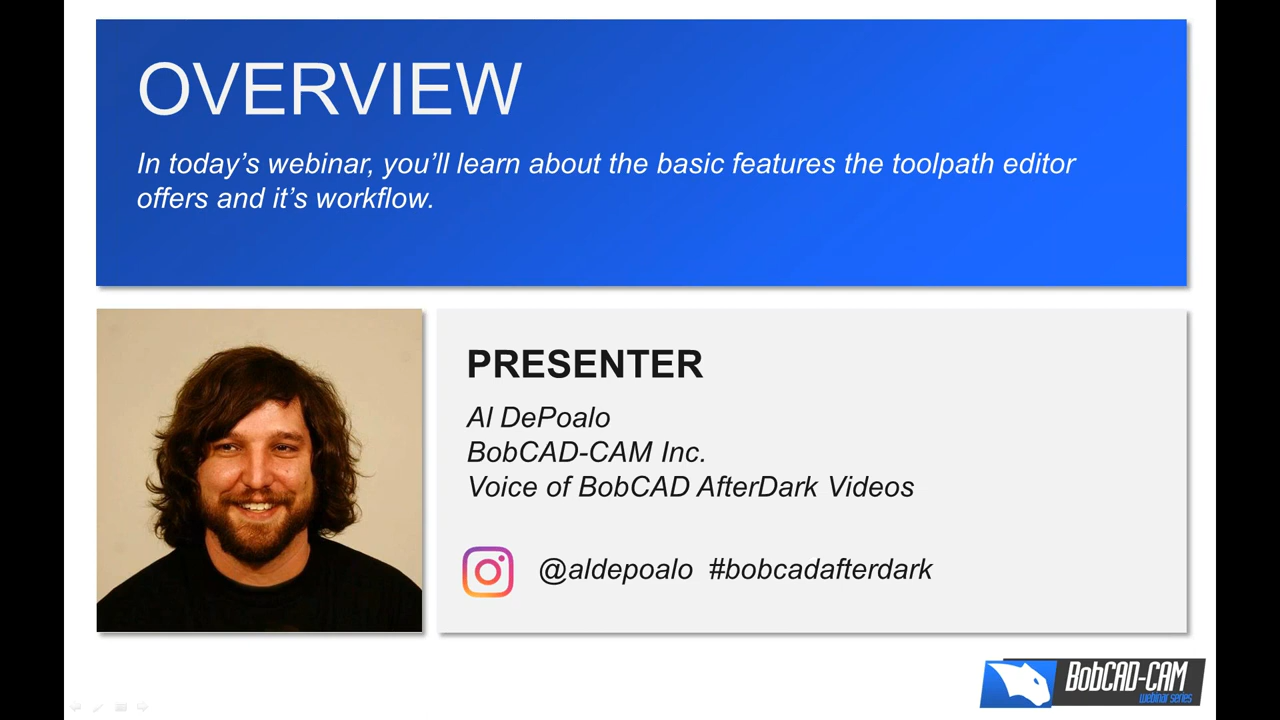 OVERVIEW
In today’s webinar, you’ll learn about the basic features the toolpath editor
offers and it’s workflow.
PRESENTER
Al DePoalo
BobCAD-CAM Inc.
Voice of BobCAD AfterDark Videos
@aldepoalo #bobcadafterdark
BobCAD-CAM
webinar series